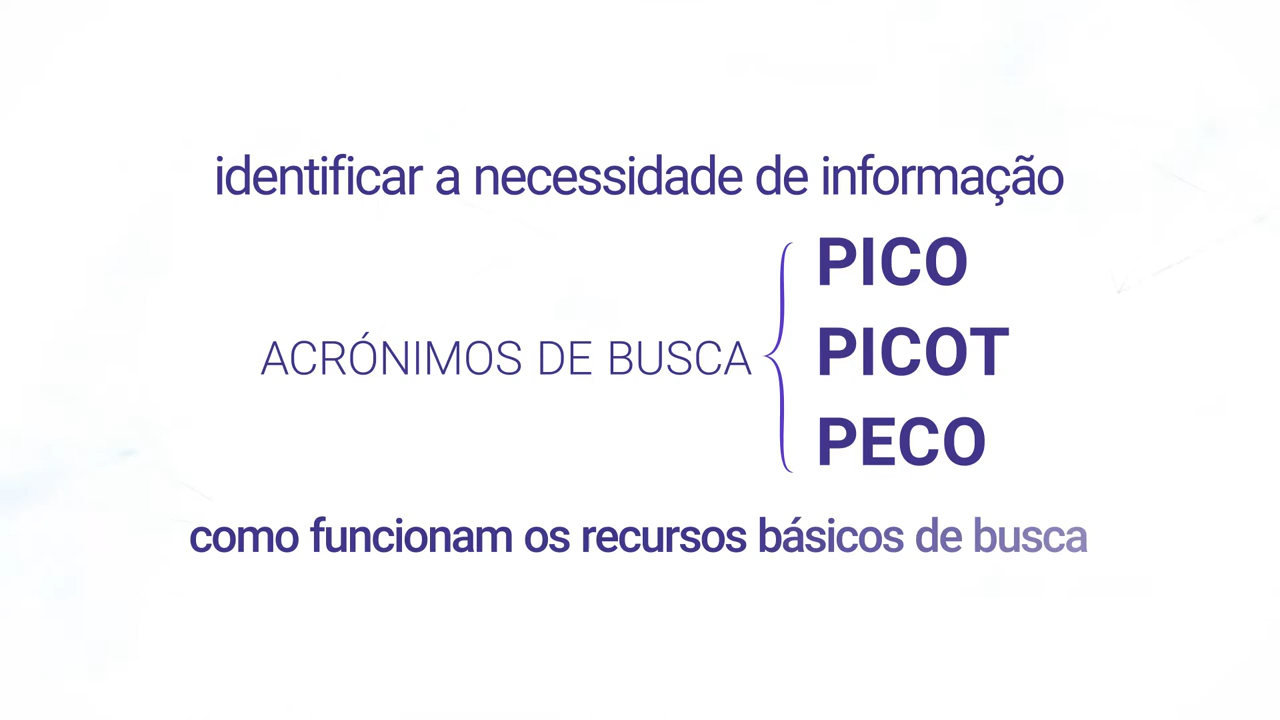 identificar a necessidade de informação
PICO
ACRÓNIMOS DE BUSCA
PICOT
PECO
como funcionam os recursos básicos de busca